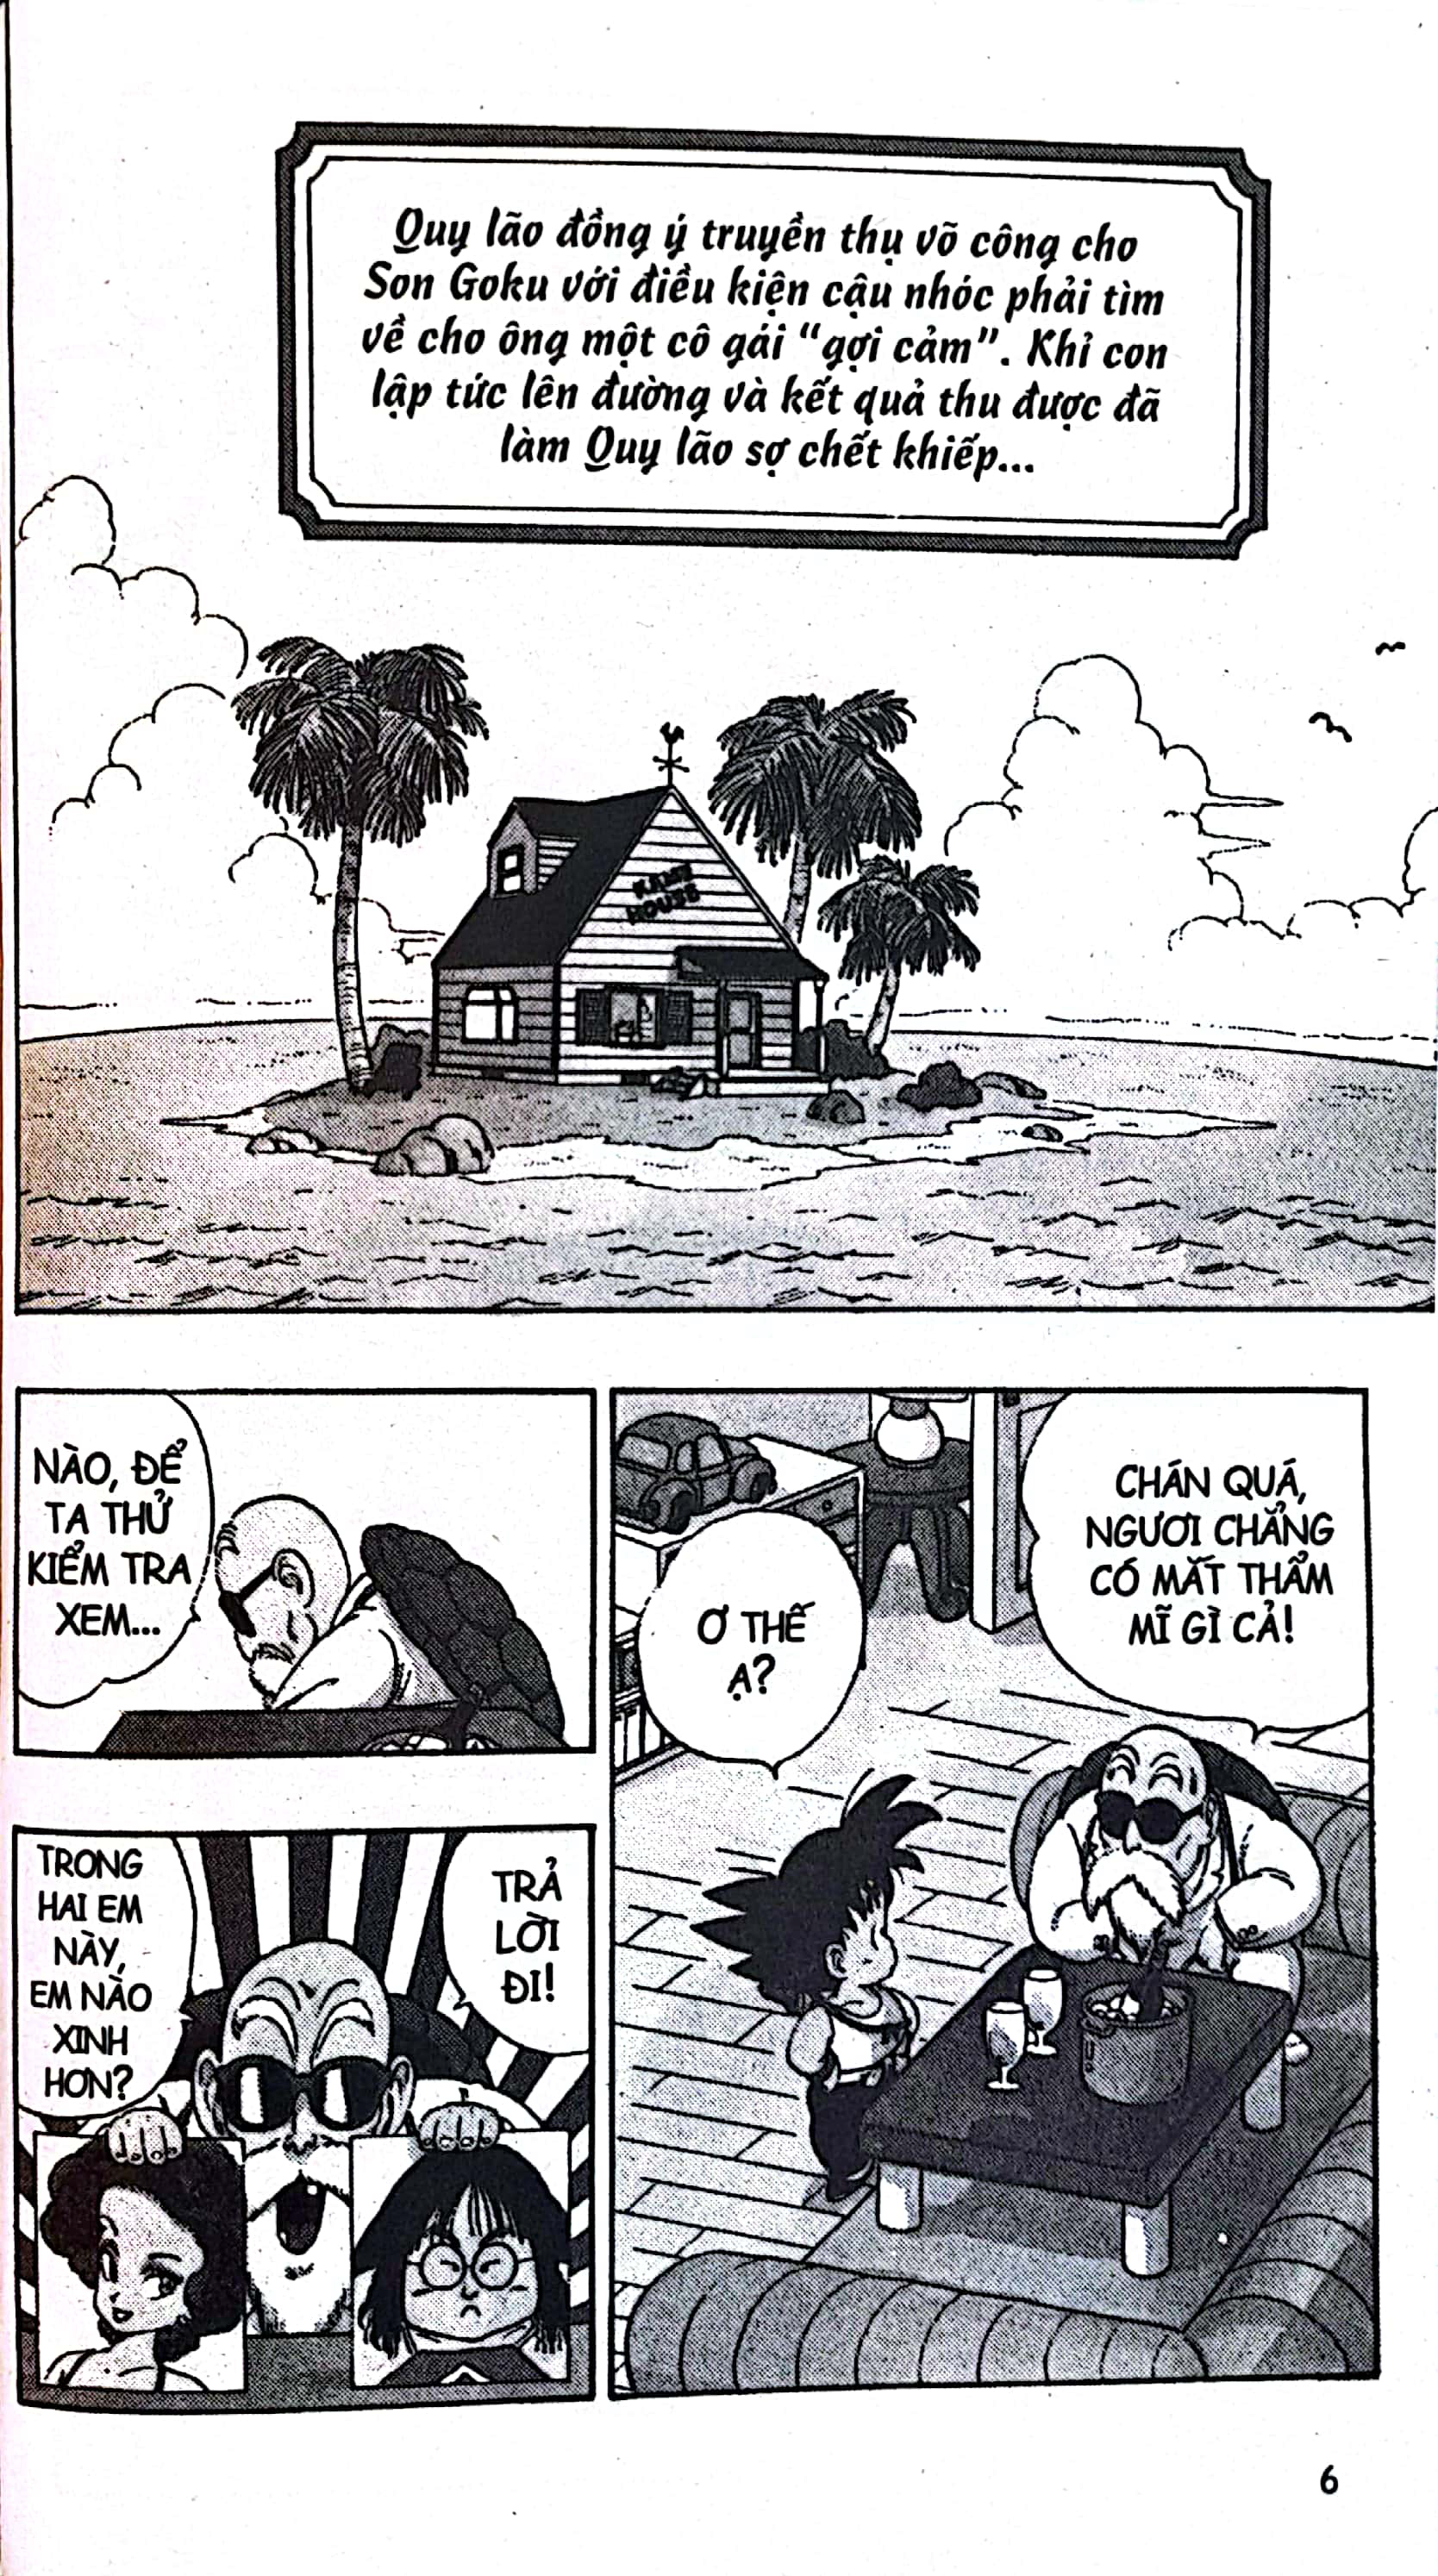 Quy lão đồng ý truyền thụ võ công cho
Son Goku với điều kiện cậu nhóc phải tìm
về cho ông một cô gái “gợi cảm”. Khỉ con
lập tức lên đường và kết quả thu được đã
làm Quy lão sợ chết khiếp...
KAME
HOUSE
CHÁN QUÁ,
NGƯƠI CHẲNG
CÓ MẮT THẨM
MĨ GÌ CẢ!
Ơ THẾ
Ạ?
NÀO, ĐỂ
TA THỬ
KIỂM TRA
XEM...
TRẢ
LỜI
ĐI!
TRONG
HAI EM
NÀY,
EM NÀO
XINH
HƠN?
6